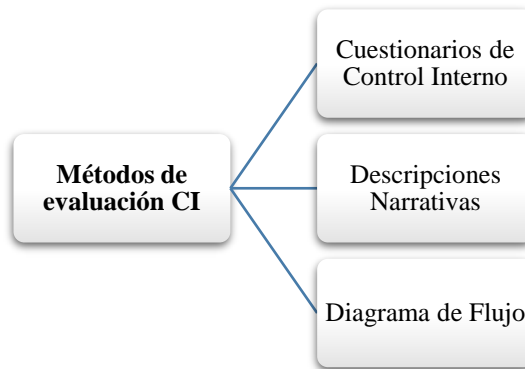 Cuestionarios de
Control Interno
Métodos de
evaluación CI
Descripciones
Narrativas
Diagrama de Flujo